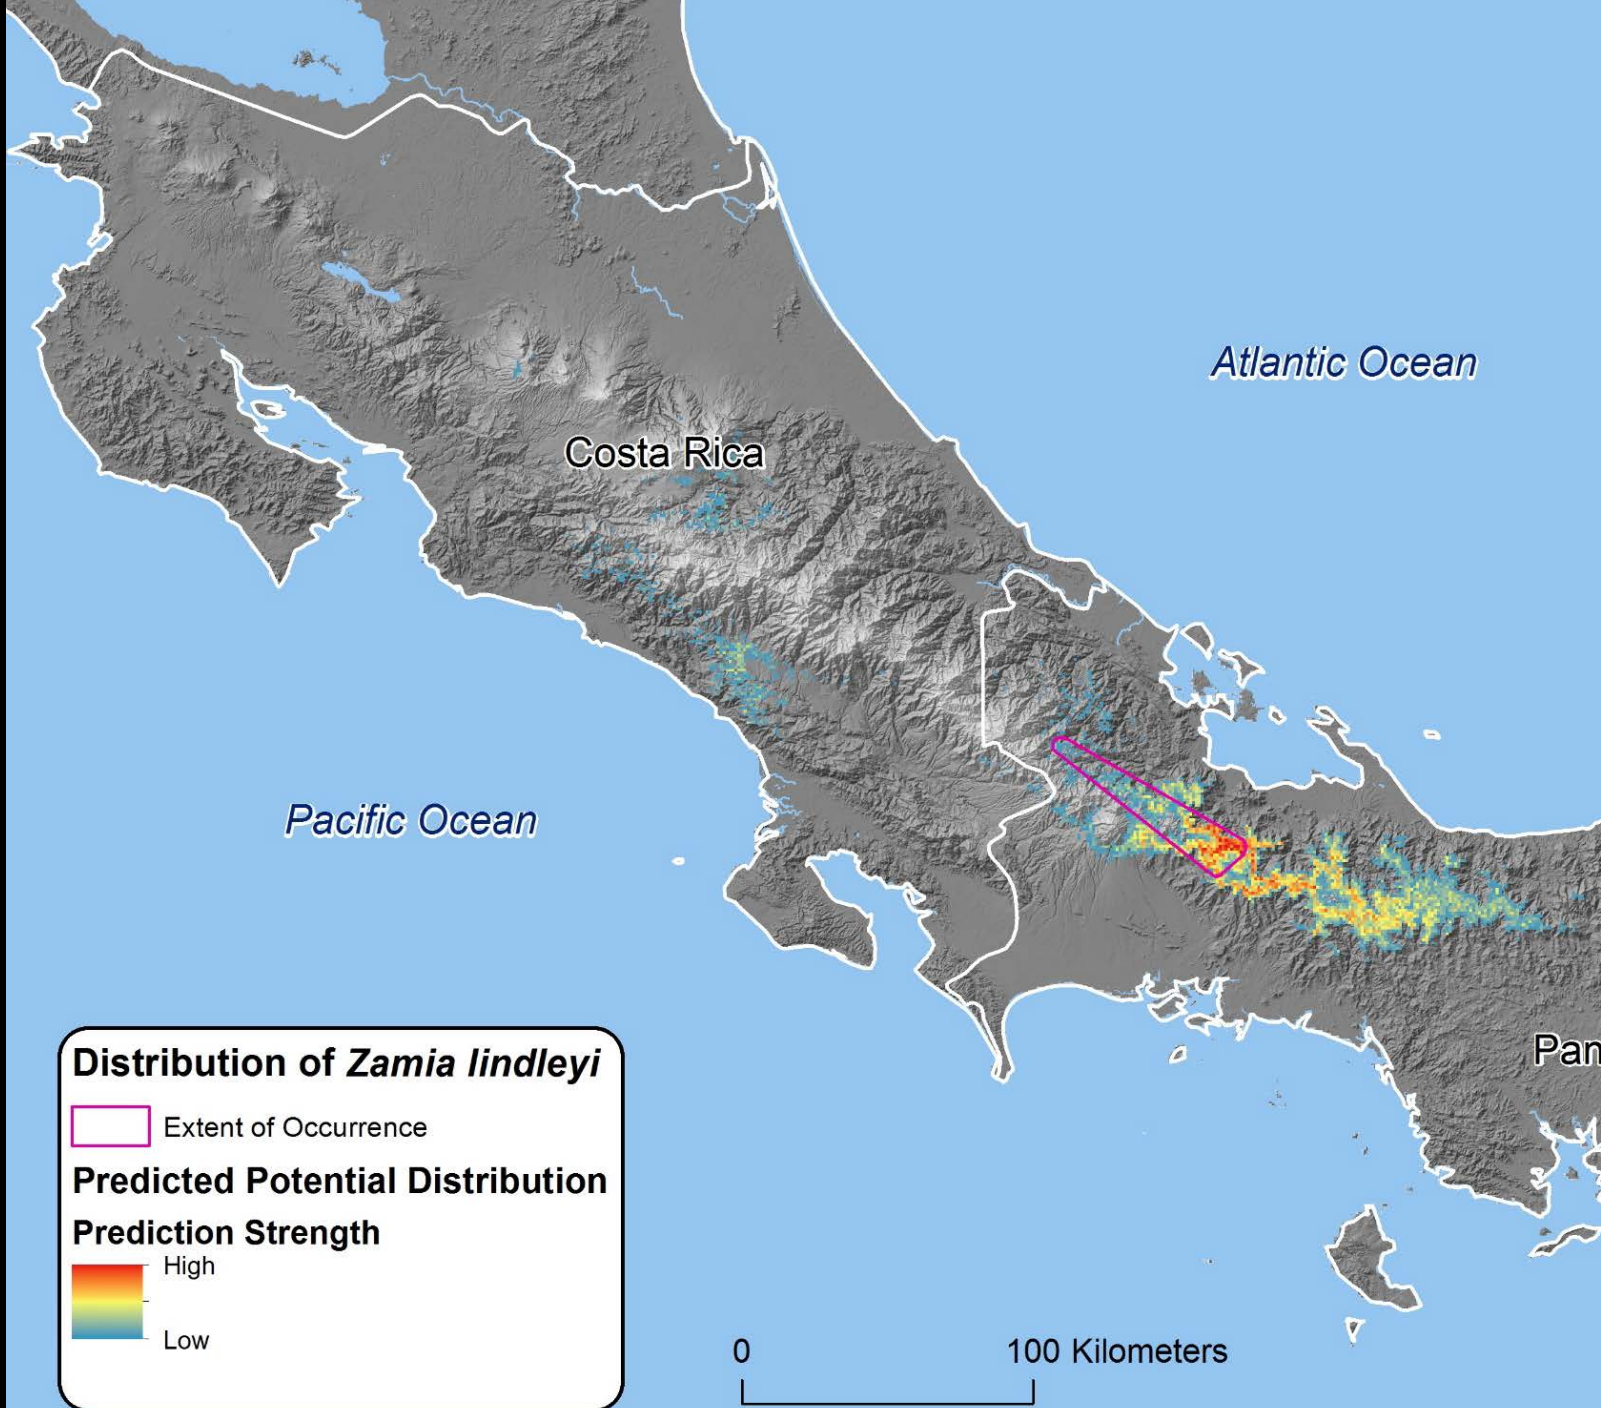 Atlantic Ocean
Costa Rica
Pacific Ocean
Pan
Distribution of Zamia lindleyi
Extent of Occurrence
Predicted Potential Distribution
Prediction Strength
High
Low
0 100 Kilometers